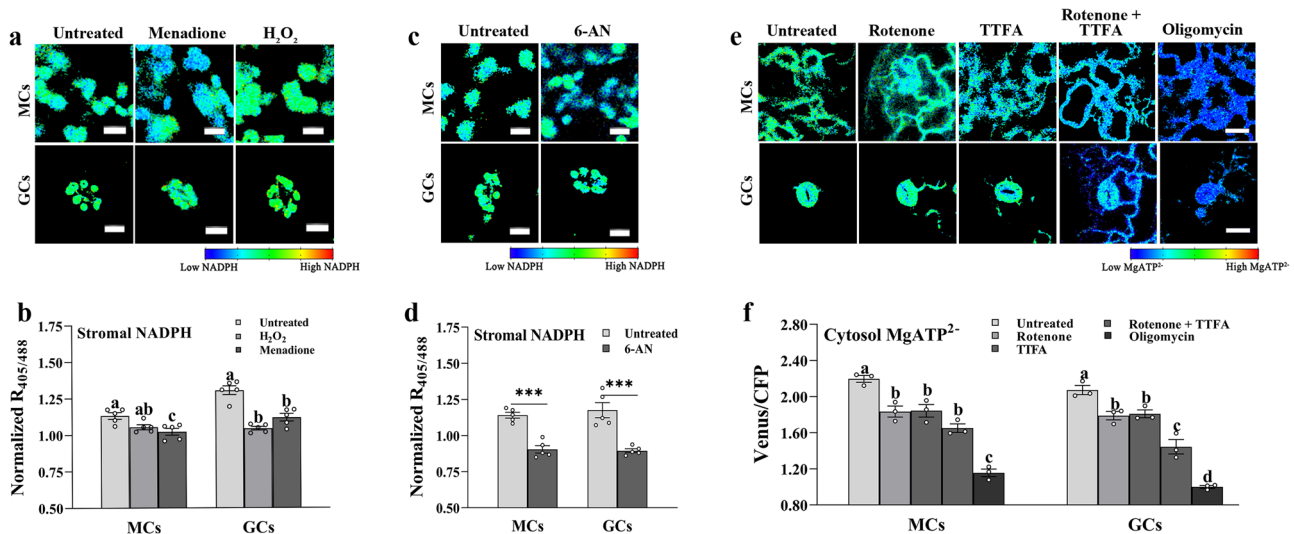 a
Untreated Menadione H₂O₂
MCs
GCs
Low NADPH High NADPH
c
Untreated 6-AN
MCs
GCs
Low NADPH High NADPH
e
Untreated Rotenone TTFA Rotenone + TTFA Oligomycin
MCs
GCs
Low MgATP²⁻ High MgATP²⁻
b
Stromal NADPH
Untreated
H₂O₂
Menadione
Normalized R405/488
1.75
1.50
1.25
1.00
0.75
0.50
a ab c a b b
MCs GCs
d
Stromal NADPH
Untreated
6-AN
Normalized R405/488
1.75
1.50
1.25
1.00
0.75
0.50
*** ***
MCs GCs
f
Cytosol MgATP²⁻
Untreated
Rotenone
TTFA
Rotenone + TTFA
Oligomycin
Venus/CFP
2.80
2.40
2.00
1.60
1.20
0.80
a b b b c a b b c d
MCs GCs